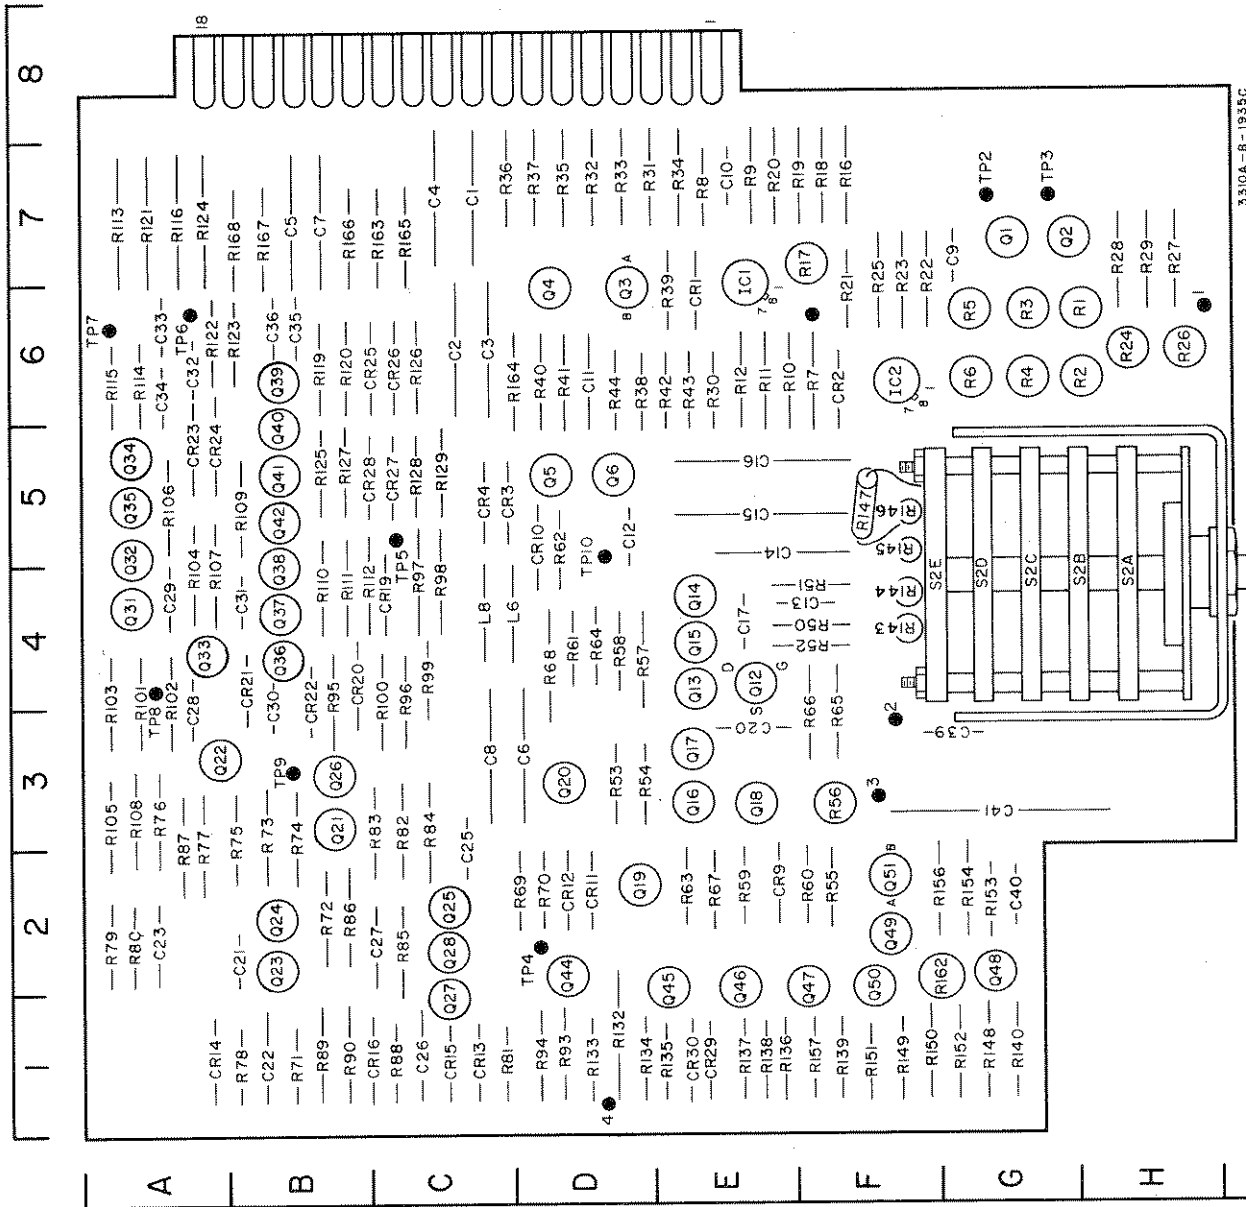 8
7
6
5
4
3
2
1
A
B
C
D
E
F
G
H
18
1
3310A-B-1935C
R113
R121
R116
R124
R168
R167
C5
C7
R166
R163
R165
C4
C1
R36
R37
R35
R32
R33
R31
R34
R8
C10
R9
R20
R19
R18
R16
TP2
TP3
Q1
Q2
C9
R22
R23
R25
R21
R17
IC1
7
8
1
CR1
R39
Q3
A
B
Q4
R28
R29
R27
1
TP7
C33
TP6
R122
R123
C36
C35
R5
R3
R1
R115
R114
C34
C32
Q39
R119
R120
CR25
CR26
R126
C2
C3
R164
R40
R41
C11
R44
R38
R42
R43
R30
R12
R11
R10
R7
CR2
IC2
7
8
1
R6
R4
R2
R24
R26
Q34
CR23
CR24
Q40
Q35
R106
R109
Q41
R125
R127
CR28
CR27
R128
R129
CR4
CR3
Q5
Q6
C16
C15
C14
R147
R146
R145
R144
R143
S2E
S2D
S2C
S2B
S2A
Q32
R104
R107
Q42
Q38
TP5
R112
CR19
R97
R98
CR10
R62
TP10
C12
Q31
C29
C31
Q37
R110
R111
L8
L6
R61
R64
R58
R57
R68
Q14
Q15
Q13
C17
R51
C13
R50
R52
D
Q12
G
S
Q33
Q36
R103
R101
TP8
R102
C28
CR21
C30
CR22
R95
CR20
R100
R96
R99
C20
R66
R65
2
C39
Q22
TP9
Q26
C8
C6
Q20
R53
R54
Q17
Q16
Q18
R56
3
C41
R105
R108
R76
R87
R77
R75
R73
R74
Q21
R83
R82
R84
C25
R69
R70
CR12
CR11
Q19
R63
R67
R59
CR9
R60
R55
Q51
B
A
Q49
R156
R154
R153
C40
R79
R80
C23
C21
Q24
Q23
R72
R86
C27
R85
Q25
Q28
Q27
TP4
Q44
Q45
Q46
Q47
Q50
R162
Q48
CR14
R78
C22
R71
R89
R90
CR16
R88
C26
CR15
CR13
R81
R94
R93
R133
R132
4
R134
R135
CR30
CR29
R137
R138
R136
R157
R139
R151
R149
R150
R152
R148
R140